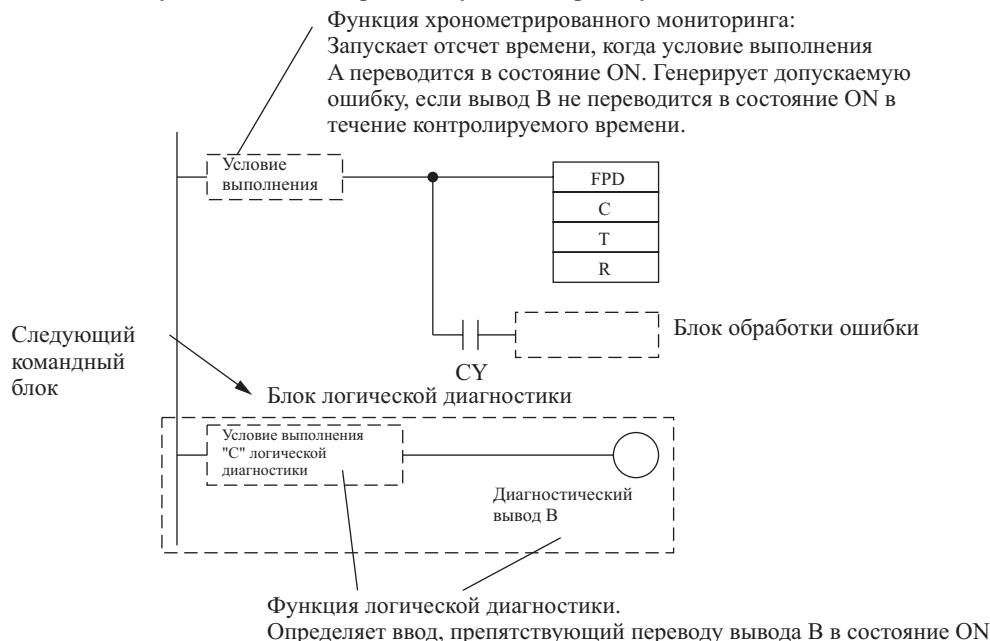 Функция хронометрированного мониторинга:
Запускает отсчет времени, когда условие выполнения
А переводится в состояние ON. Генерирует допускаемую
ошибку, если вывод В не переводится в состояние ON в
течение контролируемого времени.
Условие
выполнения
FPD
C
T
R
Блок обработки ошибки
CY
Следующий
командный
блок
Блок логической диагностики
Условие выполнения
"С" логической
диагностики
Диагностический
вывод В
Функция логической диагностики.
Определяет ввод, препятствующий переводу вывода В в состояние ON